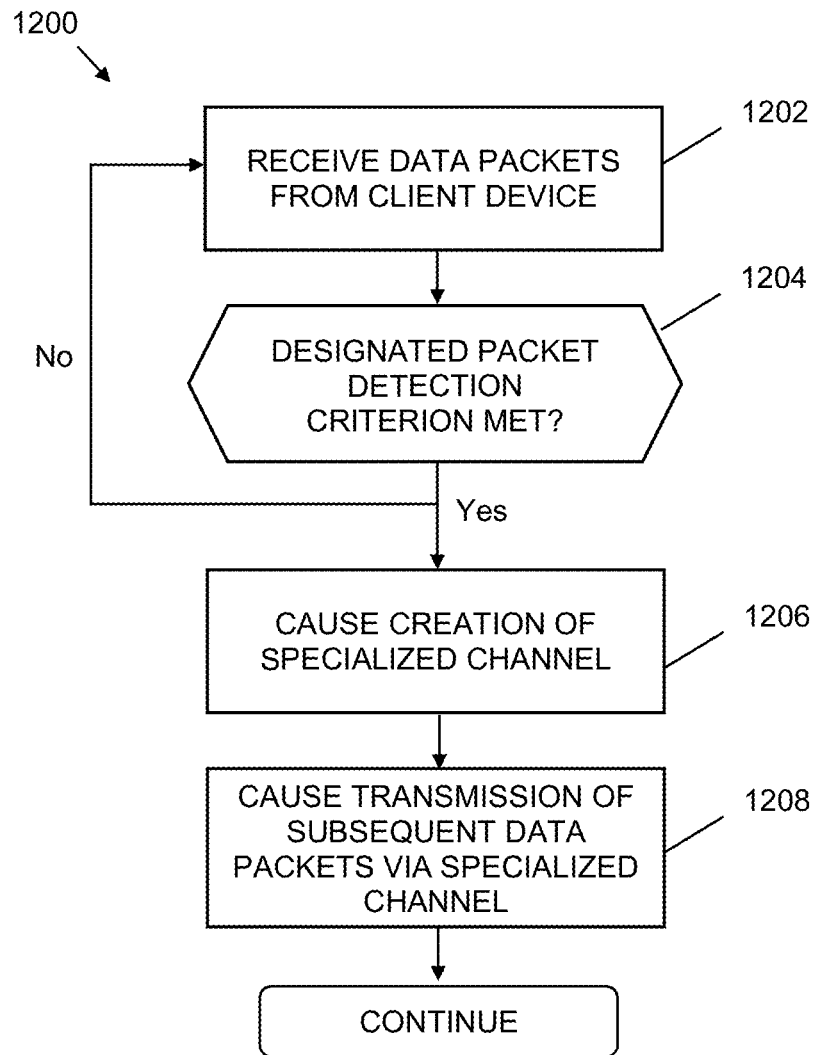 1200
1202
RECEIVE DATA PACKETS
FROM CLIENT DEVICE
1204
DESIGNATED PACKET
DETECTION
CRITERION MET?
No
Yes
1206
CAUSE CREATION OF
SPECIALIZED CHANNEL
1208
CAUSE TRANSMISSION OF
SUBSEQUENT DATA
PACKETS VIA SPECIALIZED
CHANNEL
CONTINUE